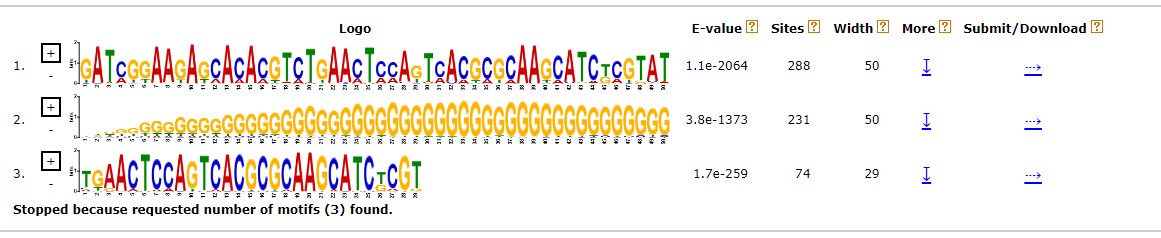 Logo E-value ? Sites ? Width ? More ? Submit/Download ?
1. + - GATCGGAAGAGCACACGTCTGAACTCCAGTCACGCGCAAGCATCTCGTAT 1.1e-2064 288 50
2. + - 3.8e-1373 231 50
3. + - TGAACTCCAGTCACGCGCAAGCATCTCGT 1.7e-259 74 29
Stopped because requested number of motifs (3) found.